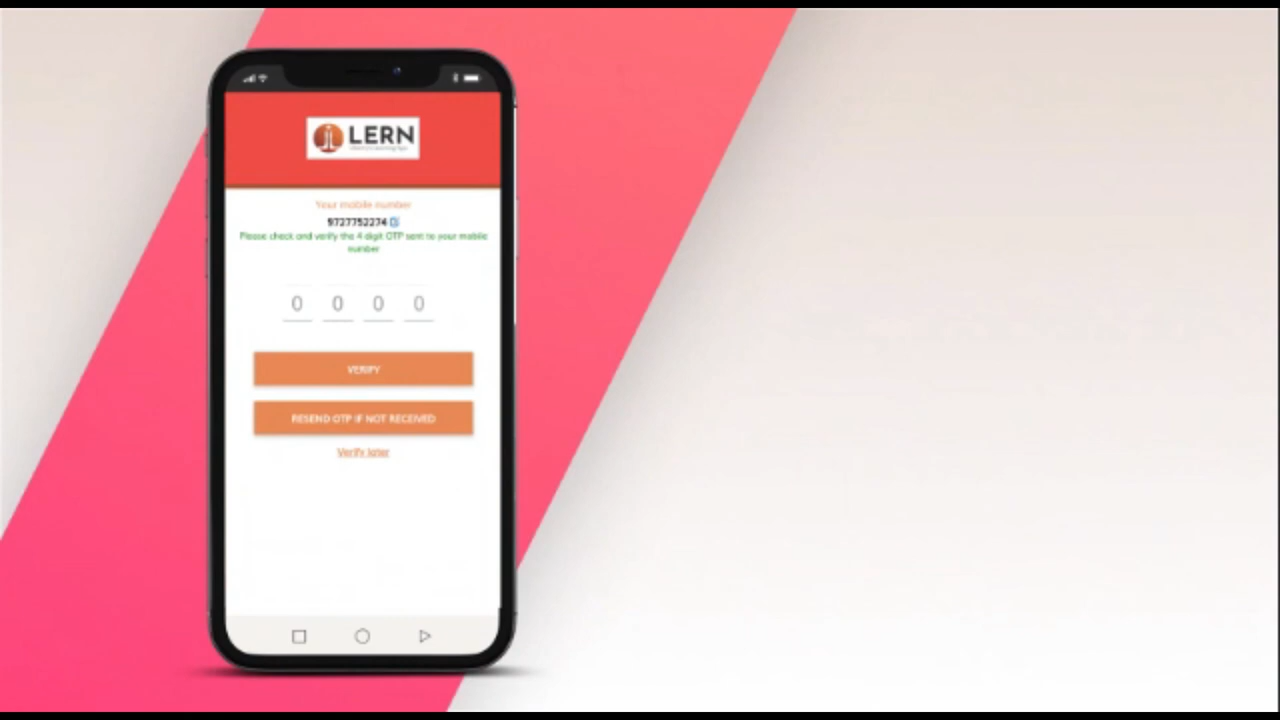 LERN
Your mobile number
9727752274
Please check and verify the 4 digit OTP sent to your mobile
number
0 0 0 0
VERIFY
RESEND OTP IF NOT RECEIVED
Verify later